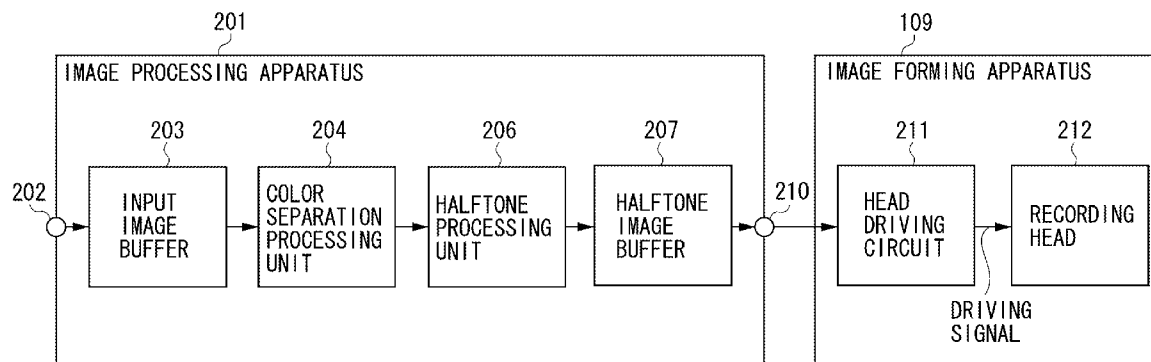 201
109
IMAGE PROCESSING APPARATUS
IMAGE FORMING APPARATUS
203
204
206
207
211
212
202
210
INPUT
IMAGE
BUFFER
COLOR
SEPARATION
PROCESSING
UNIT
HALFTONE
PROCESSING
UNIT
HALFTONE
IMAGE
BUFFER
HEAD
DRIVING
CIRCUIT
RECORDING
HEAD
DRIVING
SIGNAL